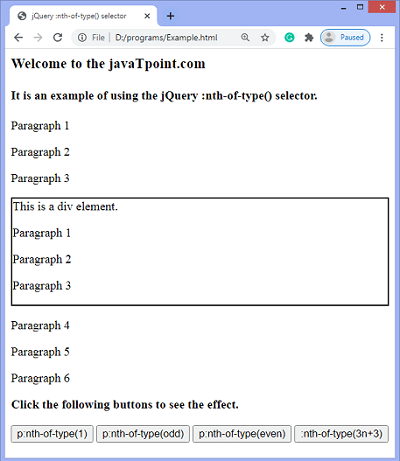 jQuery :nth-of-type() selector
File | D:/programs/Example.html
Paused
Welcome to the javaTpoint.com
It is an example of using the jQuery :nth-of-type() selector.
Paragraph 1
Paragraph 2
Paragraph 3
This is a div element.
Paragraph 1
Paragraph 2
Paragraph 3
Paragraph 4
Paragraph 5
Paragraph 6
Click the following buttons to see the effect.
p:nth-of-type(1) p:nth-of-type(odd) p:nth-of-type(even) :nth-of-type(3n+3)